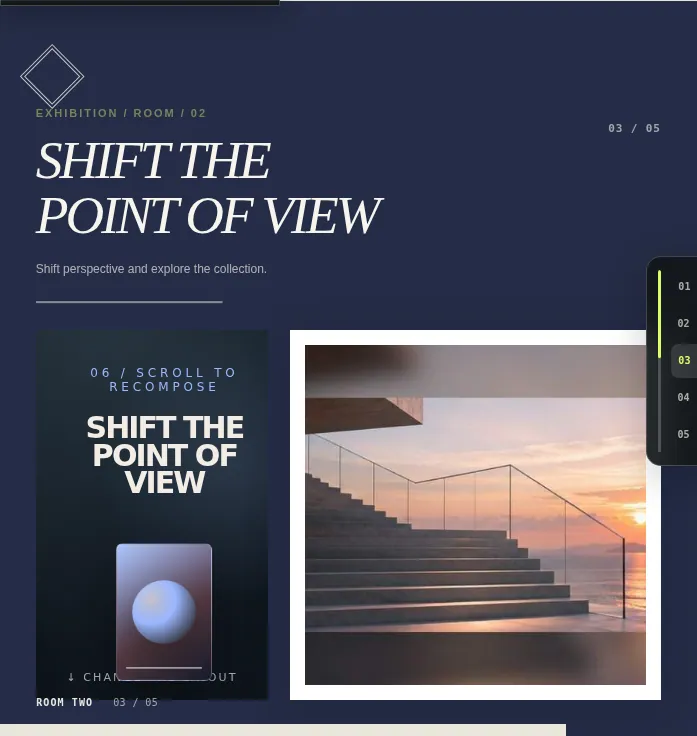 EXHIBITION / ROOM / 02
03 / 05
SHIFT THE
POINT OF VIEW
Shift perspective and explore the collection.
06 / SCROLL TO
RECOMPOSE
SHIFT THE
POINT OF
VIEW
↓
ROOM TWO 03 / 05
01
02
03
04
05